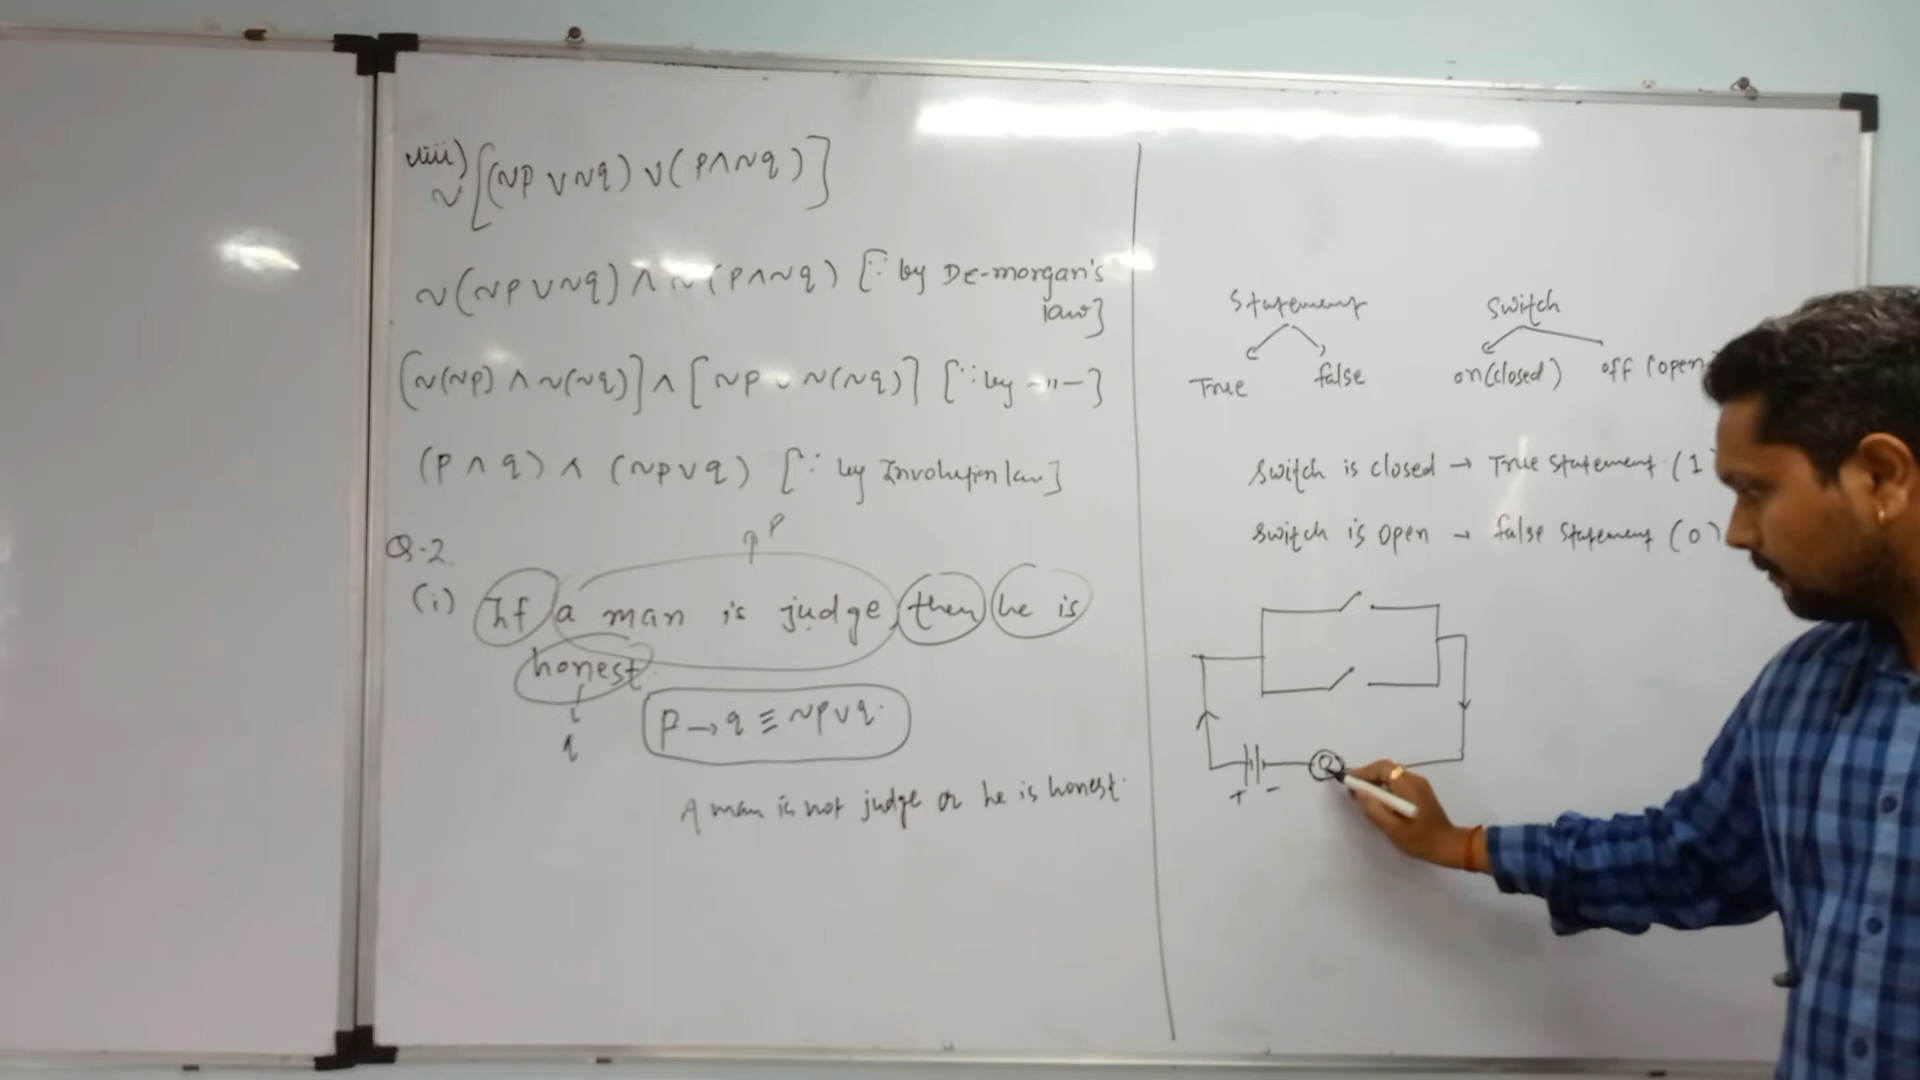 viii)
~[(~p ∨ ~q) ∨ (p ∧ ~q)]
~(~p ∨ ~q) ∧ ~(p ∧ ~q) [∵ by De-morgan's
law]
[~(~p) ∧ ~(~q)] ∧ [~p ∨ ~(~q)] [∵ by -"-]
(p ∧ q) ∧ (~p ∨ q) [∵ by Involution law]
Q.2.
p
(i) If a man is judge, then he is
honest.
q
p → q ≡ ~p ∨ q.
A man is not judge or he is honest.
Statement
True false
Switch
on (closed) off (open
Switch is closed → True Statement (1)
Switch is open → false Statement (0)
+ -